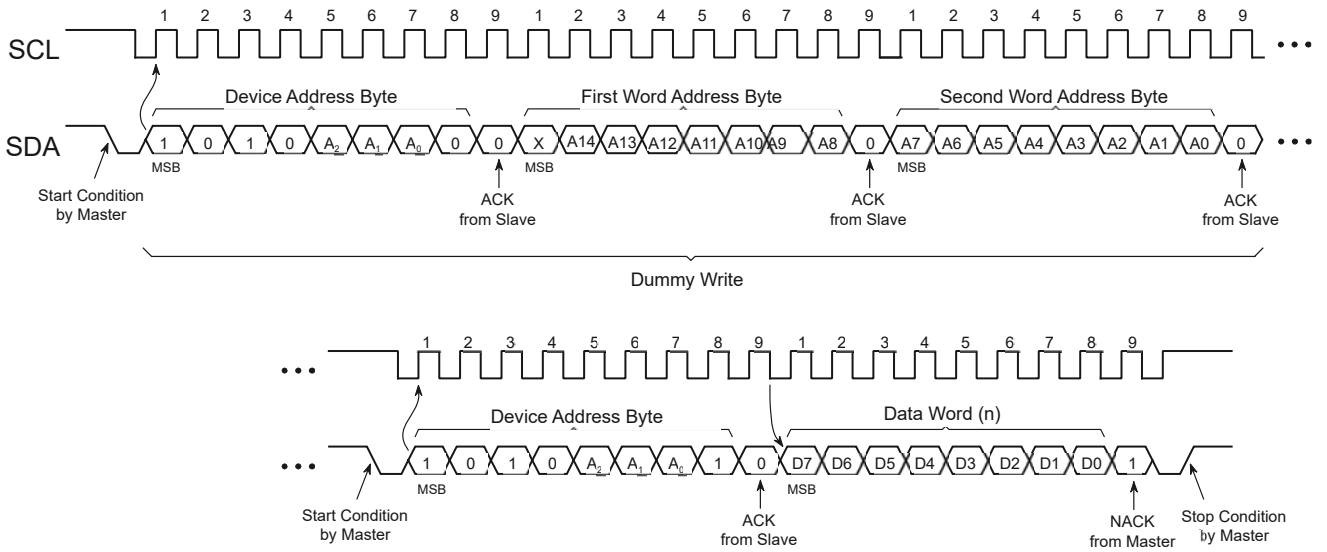 1 2 3 4 5 6 7 8 9 1 2 3 4 5 6 7 8 9 1 2 3 4 5 6 7 8 9
SCL
Device Address Byte First Word Address Byte Second Word Address Byte
SDA 1 0 1 0 A2 A1 A0 0 0 X A14 A13 A12 A11 A10 A9 A8 0 A7 A6 A5 A4 A3 A2 A1 A0 0
MSB MSB MSB
Start Condition
by Master
ACK
from Slave
ACK
from Slave
ACK
from Slave
Dummy Write
1 2 3 4 5 6 7 8 9 1 2 3 4 5 6 7 8 9
Device Address Byte Data Word (n)
1 0 1 0 A2 A1 A0 1 0 D7 D6 D5 D4 D3 D2 D1 D0 1
MSB MSB
Start Condition
by Master
ACK
from Slave
NACK
from Master
Stop Condition
by Master